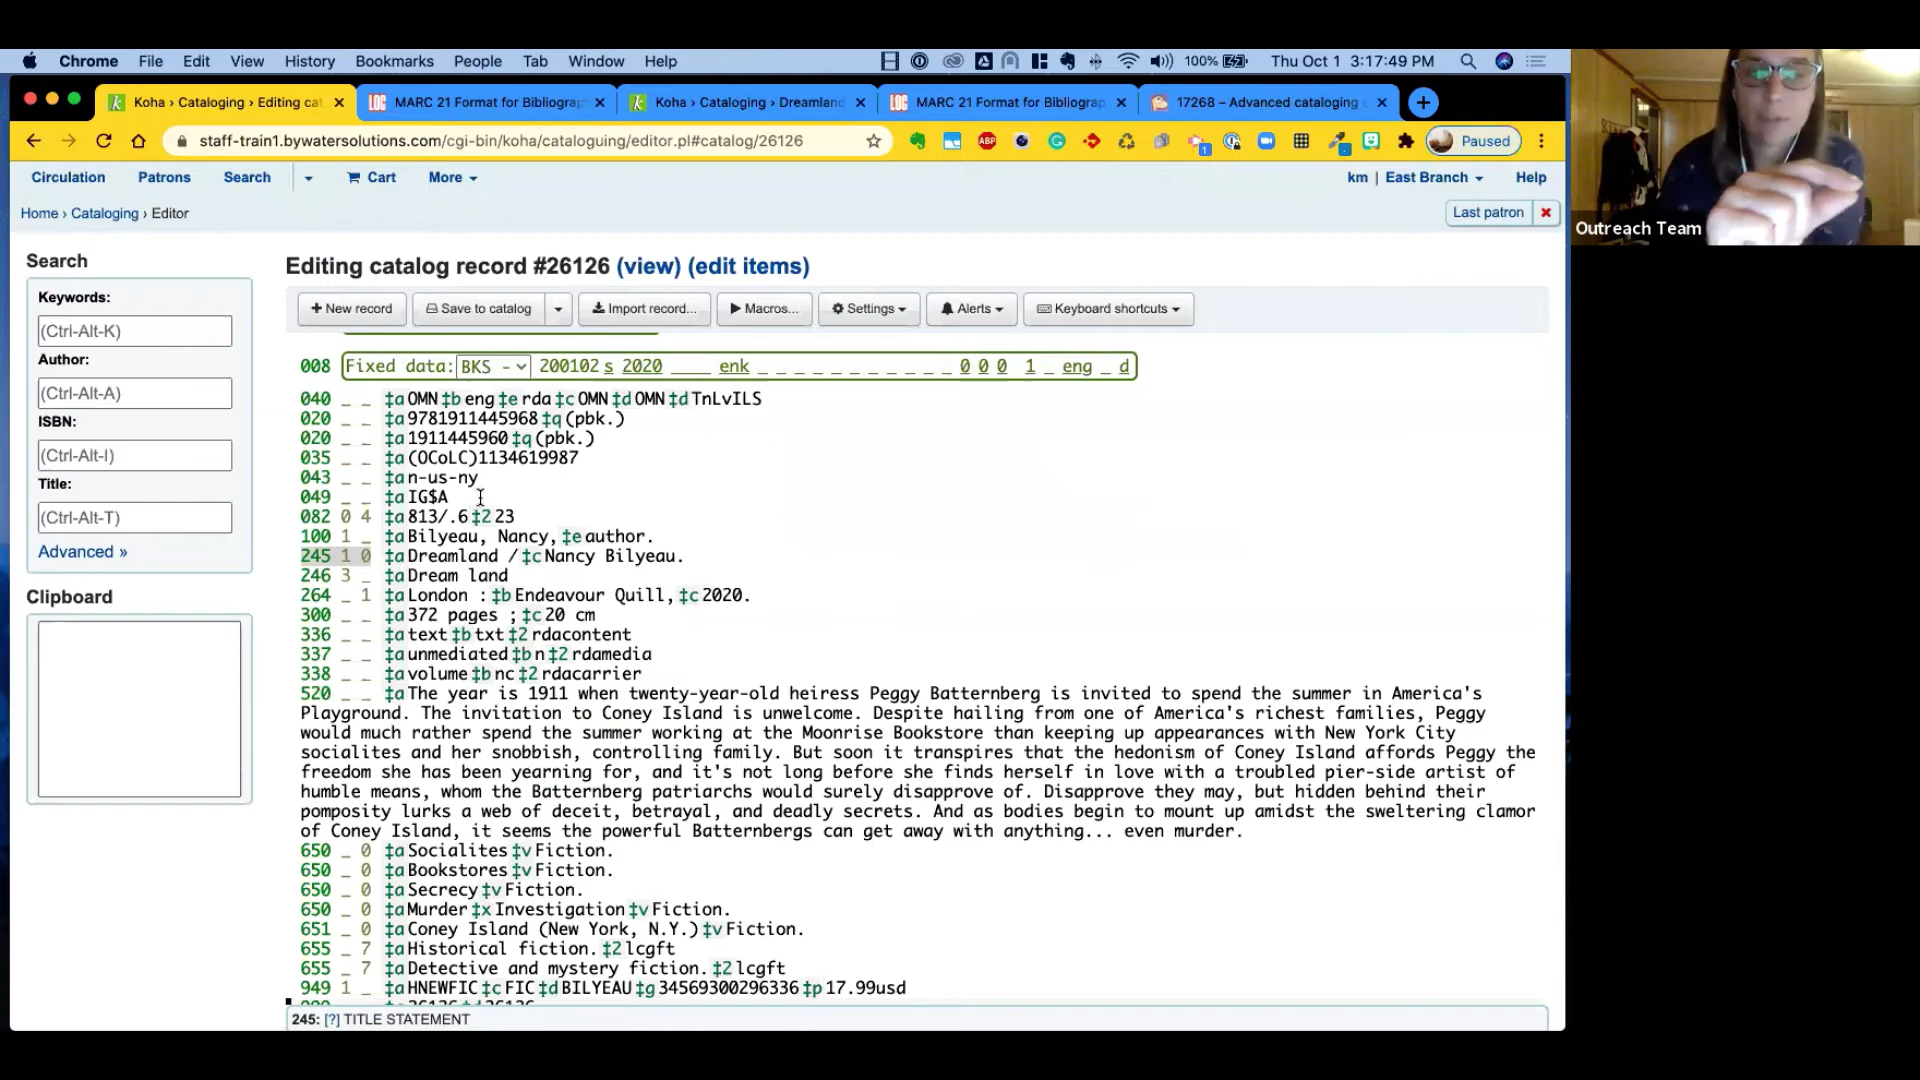 Chrome File Edit View History Bookmarks People Tab Window Help 100% Thu Oct 1 3:17:49 PM
Koha › Cataloging › Editing cat × MARC 21 Format for Bibliograp × Koha › Cataloging › Dreamland × MARC 21 Format for Bibliograp × 17268 – Advanced cataloging e ×
staff-train1.bywatersolutions.com/cgi-bin/koha/cataloguing/editor.pl#catalog/26126 ABP 1 Paused
Circulation Patrons Search Cart More km | East Branch Help
Home › Cataloging › Editor Last patron ×
Outreach Team
Search
Keywords:
(Ctrl-Alt-K)
Author:
(Ctrl-Alt-A)
ISBN:
(Ctrl-Alt-I)
Title:
(Ctrl-Alt-T)
Advanced »
Clipboard
Editing catalog record #26126 (view) (edit items)
+ New record Save to catalog Import record... Macros... Settings Alerts Keyboard shortcuts
008 Fixed data: BKS - 200102 s 2020 ____ enk _ _ _ _ _ _ _ _ _ _ 0 0 0 1 _ eng _ d
040 _ _ ‡a OMN ‡b eng ‡e rda ‡c OMN ‡d OMN ‡d TnLvILS
020 _ _ ‡a 9781911445968 ‡q (pbk.)
020 _ _ ‡a 1911445960 ‡q (pbk.)
035 _ _ ‡a (OCoLC)1134619987
043 _ _ ‡a n-us-ny
049 _ _ ‡a IG$A
082 0 4 ‡a 813/.6 ‡2 23
100 1 _ ‡a Bilyeau, Nancy, ‡e author.
245 1 0 ‡a Dreamland / ‡c Nancy Bilyeau.
246 3 _ ‡a Dream land
264 _ 1 ‡a London : ‡b Endeavour Quill, ‡c 2020.
300 _ _ ‡a 372 pages ; ‡c 20 cm
336 _ _ ‡a text ‡b txt ‡2 rdacontent
337 _ _ ‡a unmediated ‡b n ‡2 rdamedia
338 _ _ ‡a volume ‡b nc ‡2 rdacarrier
520 _ _ ‡a The year is 1911 when twenty-year-old heiress Peggy Batternberg is invited to spend the summer in America's
Playground. The invitation to Coney Island is unwelcome. Despite hailing from one of America's richest families, Peggy
would much rather spend the summer working at the Moonrise Bookstore than keeping up appearances with New York City
socialites and her snobbish, controlling family. But soon it transpires that the hedonism of Coney Island affords Peggy the
freedom she has been yearning for, and it's not long before she finds herself in love with a troubled pier-side artist of
humble means, whom the Batternberg patriarchs would surely disapprove of. Disapprove they may, but hidden behind their
pomposity lurks a web of deceit, betrayal, and deadly secrets. And as bodies begin to mount up amidst the sweltering clamor
of Coney Island, it seems the powerful Batternbergs can get away with anything... even murder.
650 _ 0 ‡a Socialites ‡v Fiction.
650 _ 0 ‡a Bookstores ‡v Fiction.
650 _ 0 ‡a Secrecy ‡v Fiction.
650 _ 0 ‡a Murder ‡x Investigation ‡v Fiction.
651 _ 0 ‡a Coney Island (New York, N.Y.) ‡v Fiction.
655 _ 7 ‡a Historical fiction. ‡2 lcgft
655 _ 7 ‡a Detective and mystery fiction. ‡2 lcgft
949 1 _ ‡a HNEWFIC ‡c FIC ‡d BILYEAU ‡g 34569300296336 ‡p 17.99usd
245: [?] TITLE STATEMENT